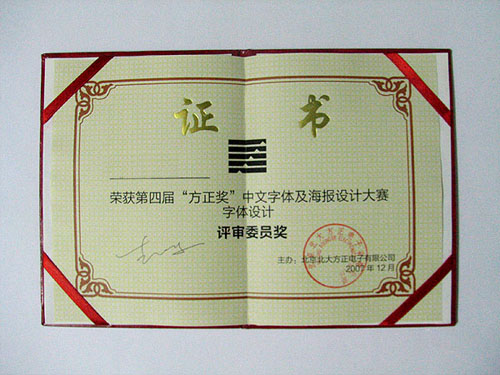 证书
荣获第四届“方正奖”中文字体及海报设计大赛
字体设计
评审委员奖
主办：北京北大方正电子有限公司
2007年12月